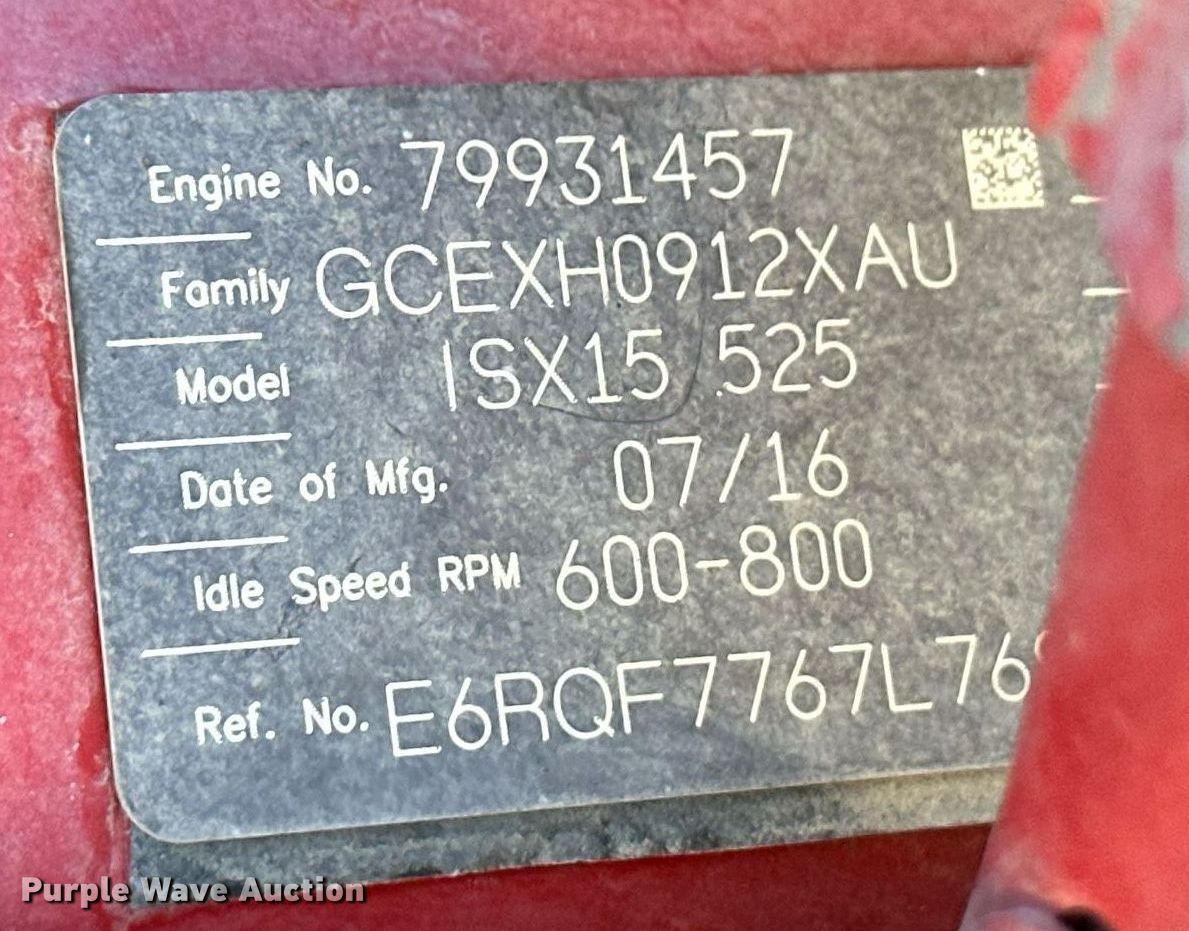 Engine No. 79931457
Family GCEXH0912XAU
Model ISX15 525
Date of Mfg. 07/16
Idle Speed RPM 600-800
Ref. No.
Purple Wave Auction